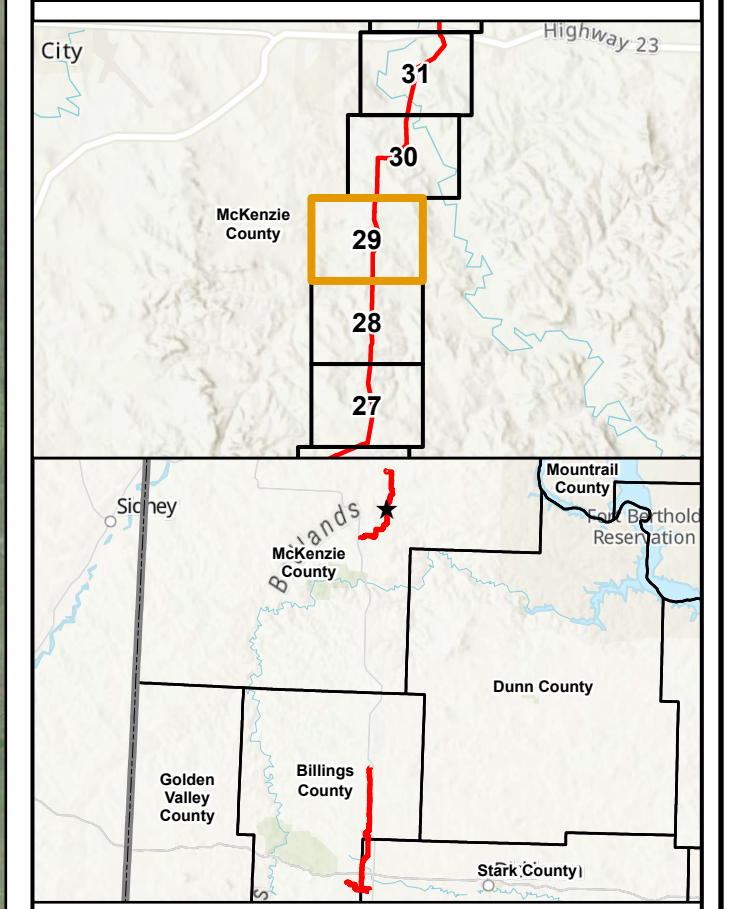 City
Highway 23
31
30
McKenzie
County
29
28
27
Mountrail
County
Sidney
Fort Berthold
Reservation
McKenzie
County
Dunn County
Billings
County
Golden
Valley
County
Stark County
s